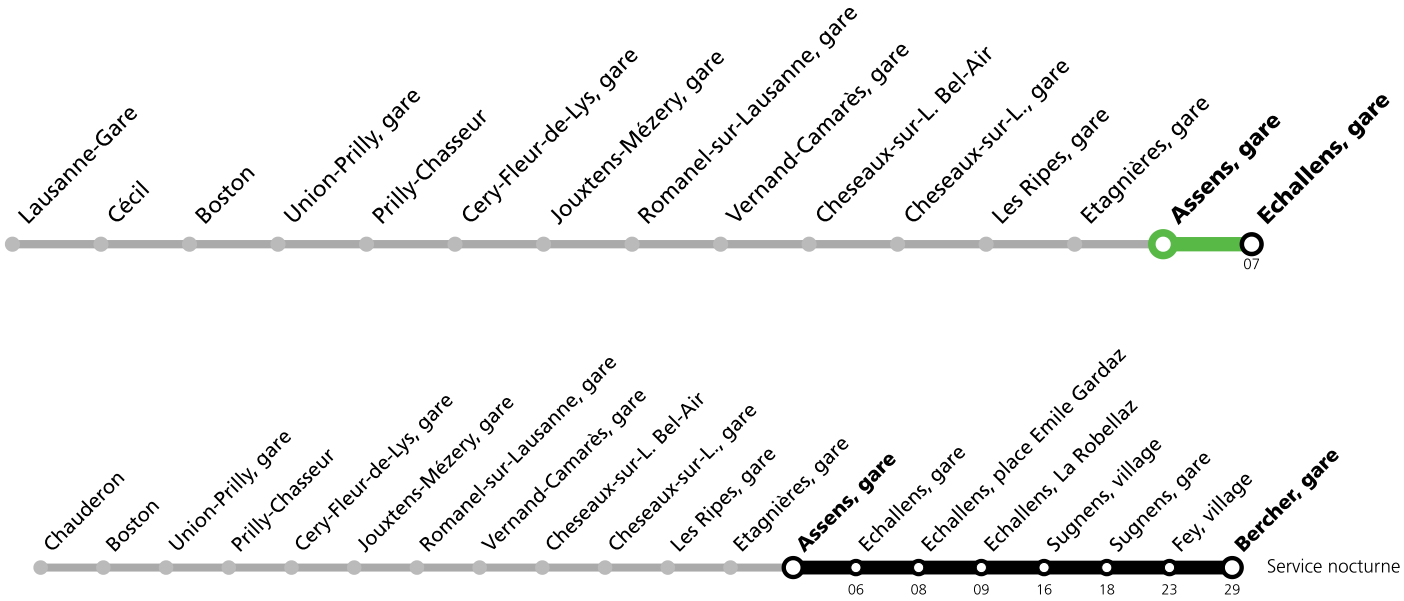 Lausanne-Gare
Cécil
Boston
Union-Prilly, gare
Prilly-Chasseur
Cery-Fleur-de-Lys, gare
Jouxtens-Mézery, gare
Romanel-sur-Lausanne, gare
Vernand-Camarès, gare
Cheseaux-sur-L. Bel-Air
Cheseaux-sur-L., gare
Les Ripes, gare
Etagnières, gare
Assens, gare
Echallens, gare
07
Chauderon
Boston
Union-Prilly, gare
Prilly-Chasseur
Cery-Fleur-de-Lys, gare
Jouxtens-Mézery, gare
Romanel-sur-Lausanne, gare
Vernand-Camarès, gare
Cheseaux-sur-L. Bel-Air
Cheseaux-sur-L., gare
Les Ripes, gare
Etagnières, gare
Assens, gare
Echallens, gare
Echallens, place Emile Gardaz
Echallens, La Robellaz
Sugnens, village
Sugnens, gare
Fey, village
Bercher, gare
Service nocturne
06 08 09 16 18 23 29